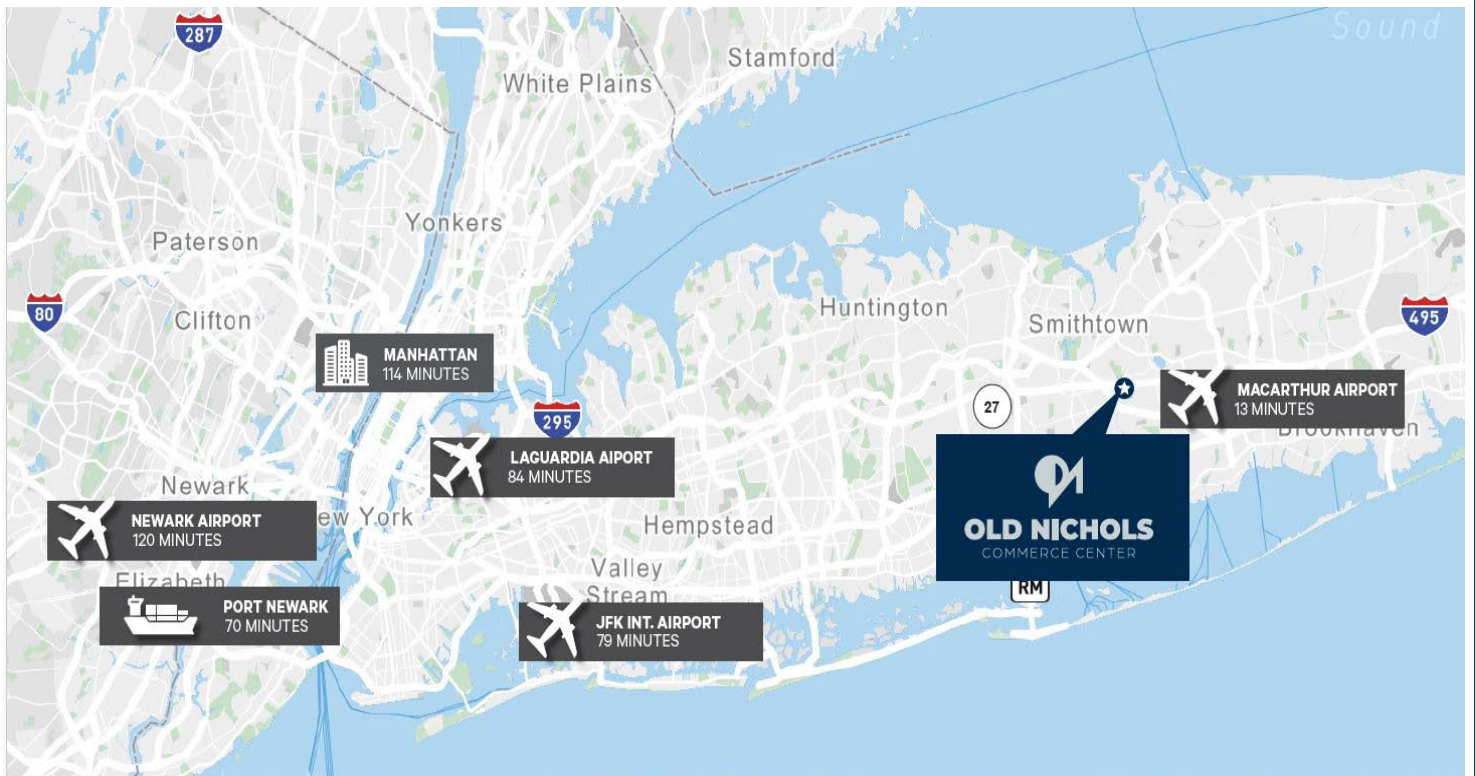 Sound
287
Stamford
White Plains
Yonkers
Paterson
80
Clifton
Huntington
Smithtown
495
MANHATTAN
114 MINUTES
295
27
MACARTHUR AIRPORT
13 MINUTES
Brookhaven
LAGUARDIA AIPORT
84 MINUTES
OLD NICHOLS
COMMERCE CENTER
RM
Newark
NEWARK AIRPORT
120 MINUTES
ew York
Hempstead
Elizabeth
PORT NEWARK
70 MINUTES
Valley
Stream
JFK INT. AIRPORT
79 MINUTES